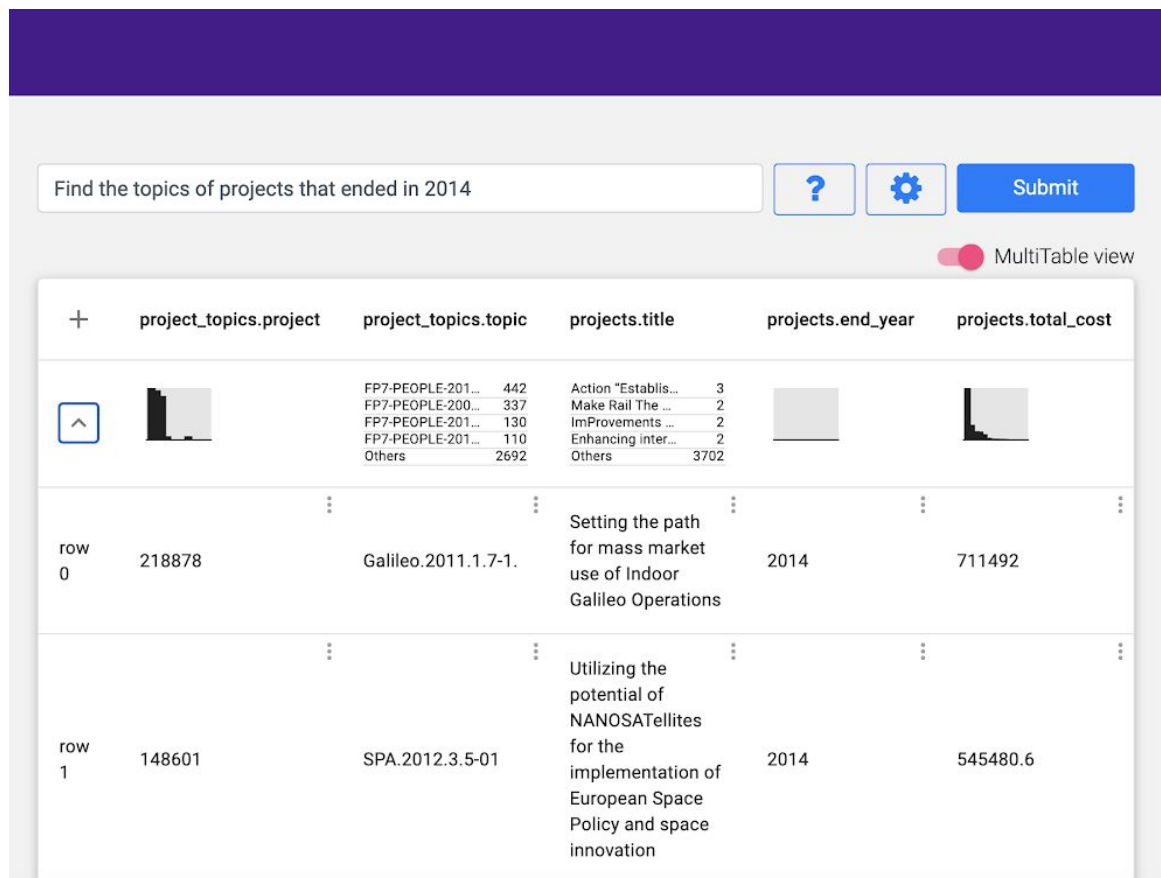 Find the topics of projects that ended in 2014
?
Submit
MultiTable view
+ project_topics.project project_topics.topic projects.title projects.end_year projects.total_cost
FP7-PEOPLE-201... 442
FP7-PEOPLE-200... 337
FP7-PEOPLE-201... 130
FP7-PEOPLE-201... 110
Others 2692
Action “Establis... 3
Make Rail The ... 2
ImProvements ... 2
Enhancing inter... 2
Others 3702
row
0
218878
Galileo.2011.1.7-1.
Setting the path
for mass market
use of Indoor
Galileo Operations
2014
711492
row
1
148601
SPA.2012.3.5-01
Utilizing the
potential of
NANOSATellites
for the
implementation of
European Space
Policy and space
innovation
2014
545480.6